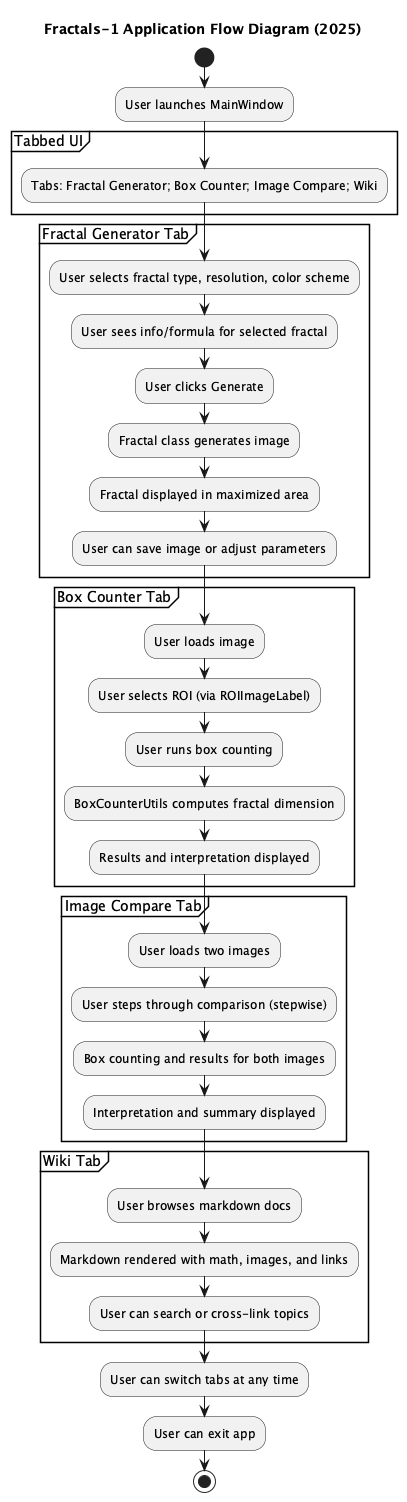 Fractals-1 Application Flow Diagram (2025)
User launches MainWindow
Tabbed UI
Tabs: Fractal Generator; Box Counter; Image Compare; Wiki
Fractal Generator Tab
User selects fractal type, resolution, color scheme
User sees info/formula for selected fractal
User clicks Generate
Fractal class generates image
Fractal displayed in maximized area
User can save image or adjust parameters
Box Counter Tab
User loads image
User selects ROI (via ROIImageLabel)
User runs box counting
BoxCounterUtils computes fractal dimension
Results and interpretation displayed
Image Compare Tab
User loads two images
User steps through comparison (stepwise)
Box counting and results for both images
Interpretation and summary displayed
Wiki Tab
User browses markdown docs
Markdown rendered with math, images, and links
User can search or cross-link topics
User can switch tabs at any time
User can exit app